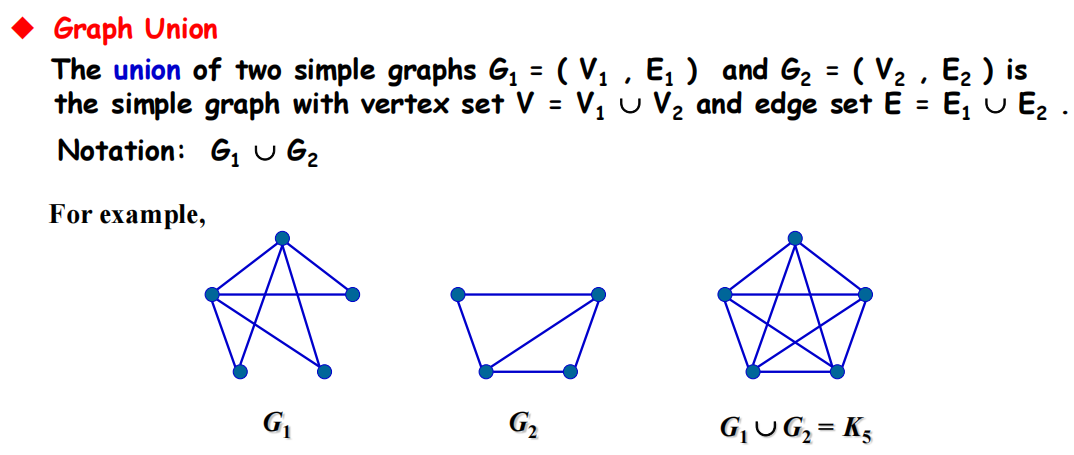 ◆ Graph Union
The union of two simple graphs G₁ = ( V₁ , E₁ ) and G₂ = ( V₂ , E₂ ) is
the simple graph with vertex set V = V₁ ∪ V₂ and edge set E = E₁ ∪ E₂ .
Notation: G₁ ∪ G₂
For example,
G₁ G₂ G₁ ∪ G₂ = K₅